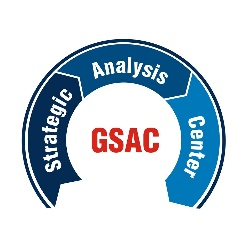 Strategic
Analysis
Center
GSAC